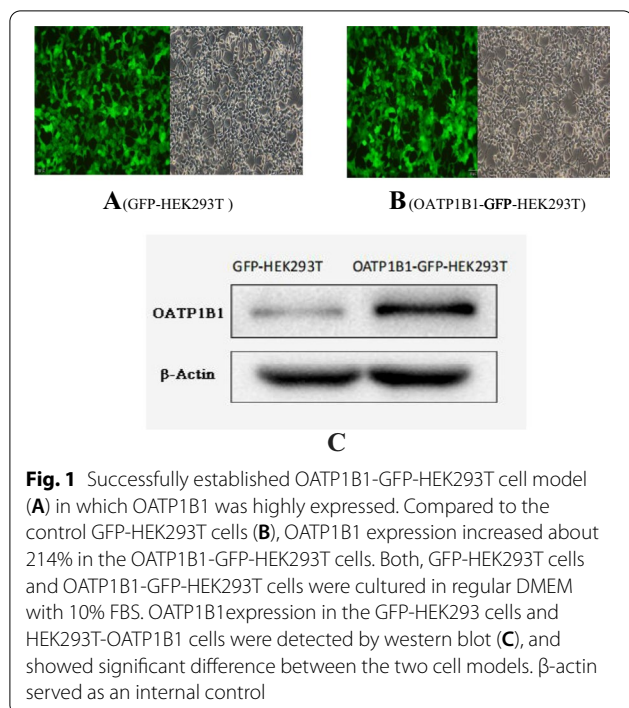 A(GFP-HEK293T )
B(OATP1B1-GFP-HEK293T)
GFP-HEK293T OATP1B1-GFP-HEK293T
OATP1B1
β-Actin
C
Fig. 1 Successfully established OATP1B1-GFP-HEK293T cell model
(A) in which OATP1B1 was highly expressed. Compared to the
control GFP-HEK293T cells (B), OATP1B1 expression increased about
214% in the OATP1B1-GFP-HEK293T cells. Both, GFP-HEK293T cells
and OATP1B1-GFP-HEK293T cells were cultured in regular DMEM
with 10% FBS. OATP1B1expression in the GFP-HEK293 cells and
HEK293T-OATP1B1 cells were detected by western blot (C), and
showed significant difference between the two cell models. β-actin
served as an internal control